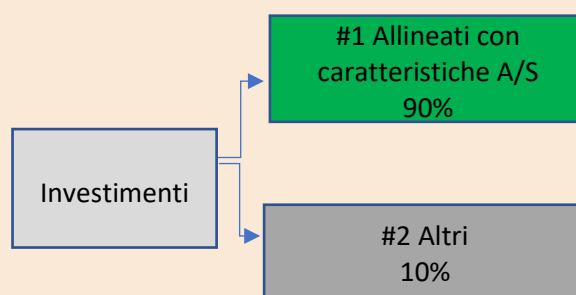 #1 Allineati con
caratteristiche A/S
90%
Investimenti
#2 Altri
10%